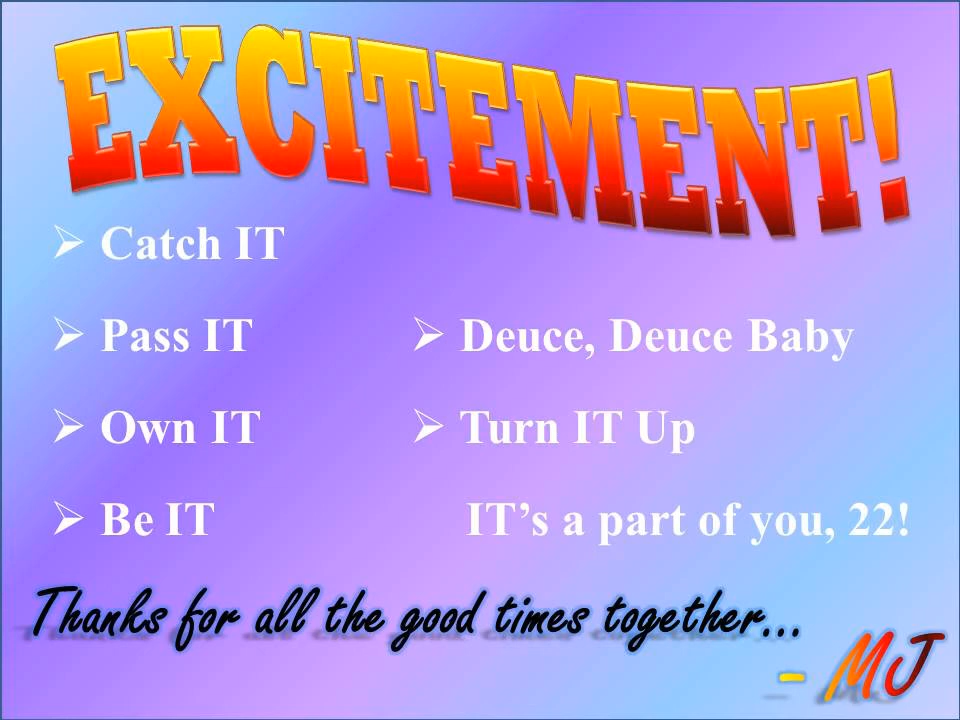 EXCITEMENT!
Catch IT
Pass IT
Own IT
Be IT
Deuce, Deuce Baby
Turn IT Up
IT’s a part of you, 22!
Thanks for all the good times together...
- MJ